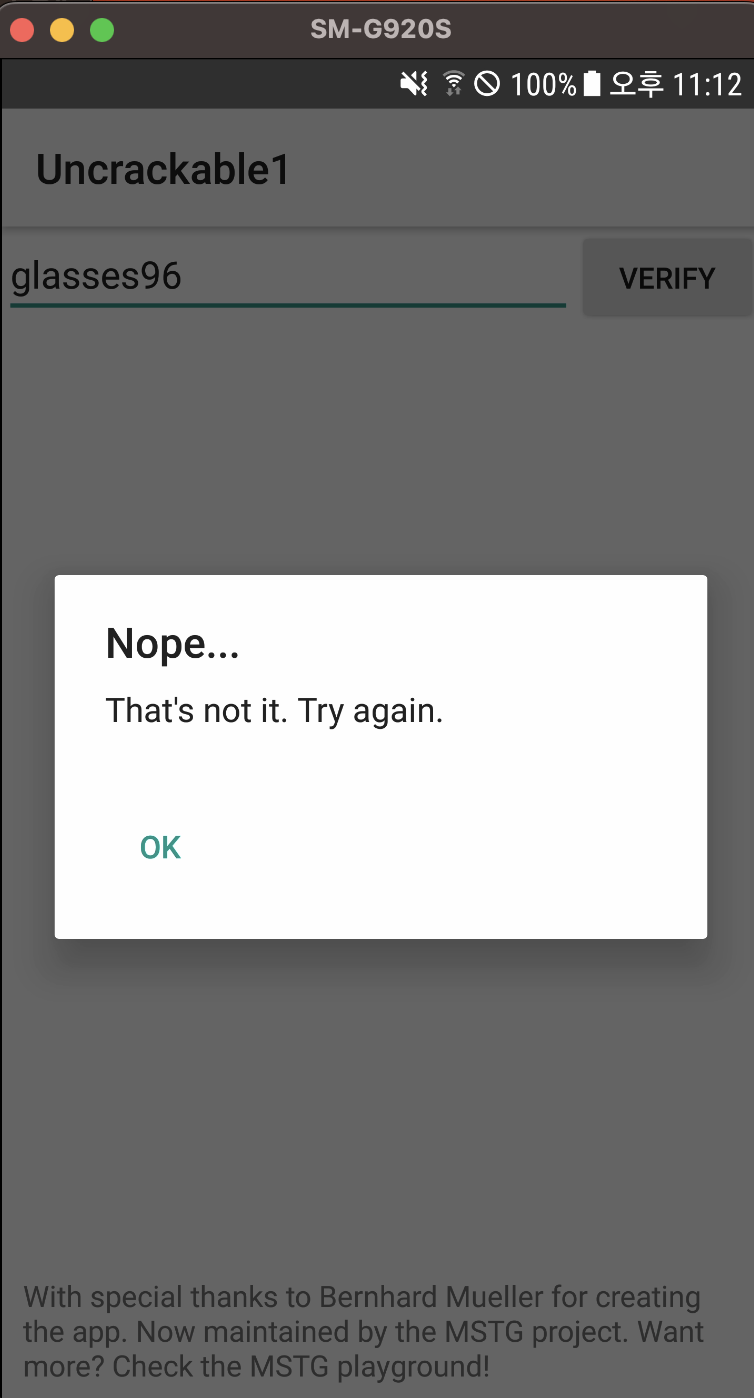 SM-G920S
100% 오후 11:12
Uncrackable1
glasses96
VERIFY
Nope...
That's not it. Try again.
OK
With special thanks to Bernhard Mueller for creating
the app. Now maintained by the MSTG project. Want
more? Check the MSTG playground!